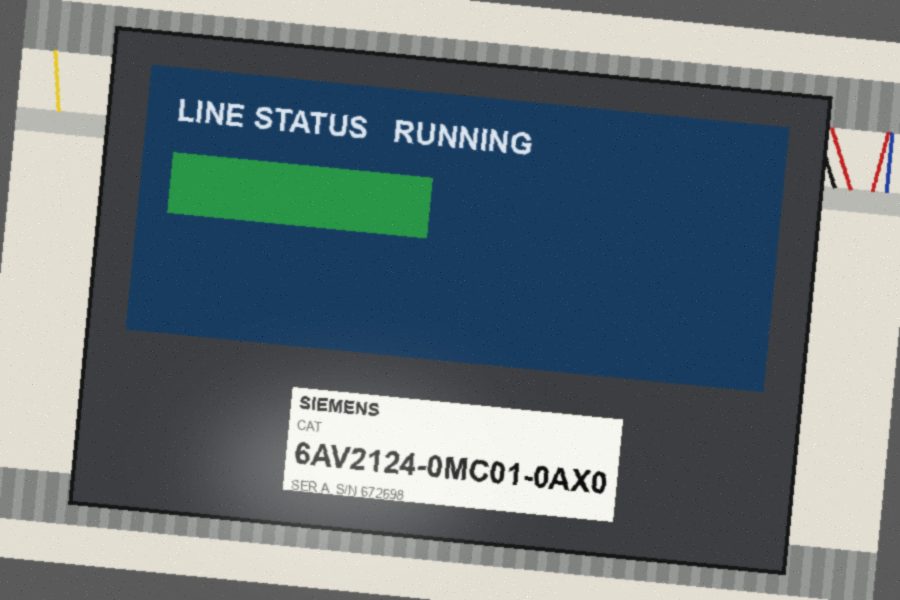 LINE STATUS RUNNING
SIEMENS
CAT
6AV2124-0MC01-0AX0
SER A S/N 672698